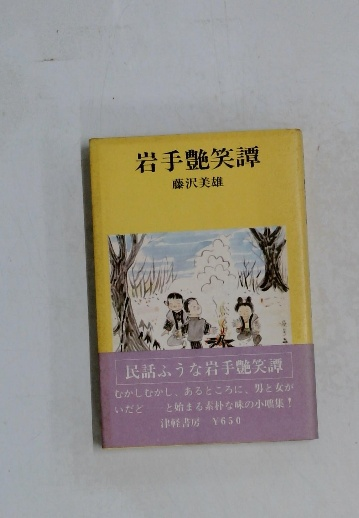 岩手艶笑譚
藤沢美雄
民話ふうな岩手艶笑譚
むかしむかし、あるところに、男と女が
いだど　と始まる素朴な味の小噺集!
津軽書房 ￥650